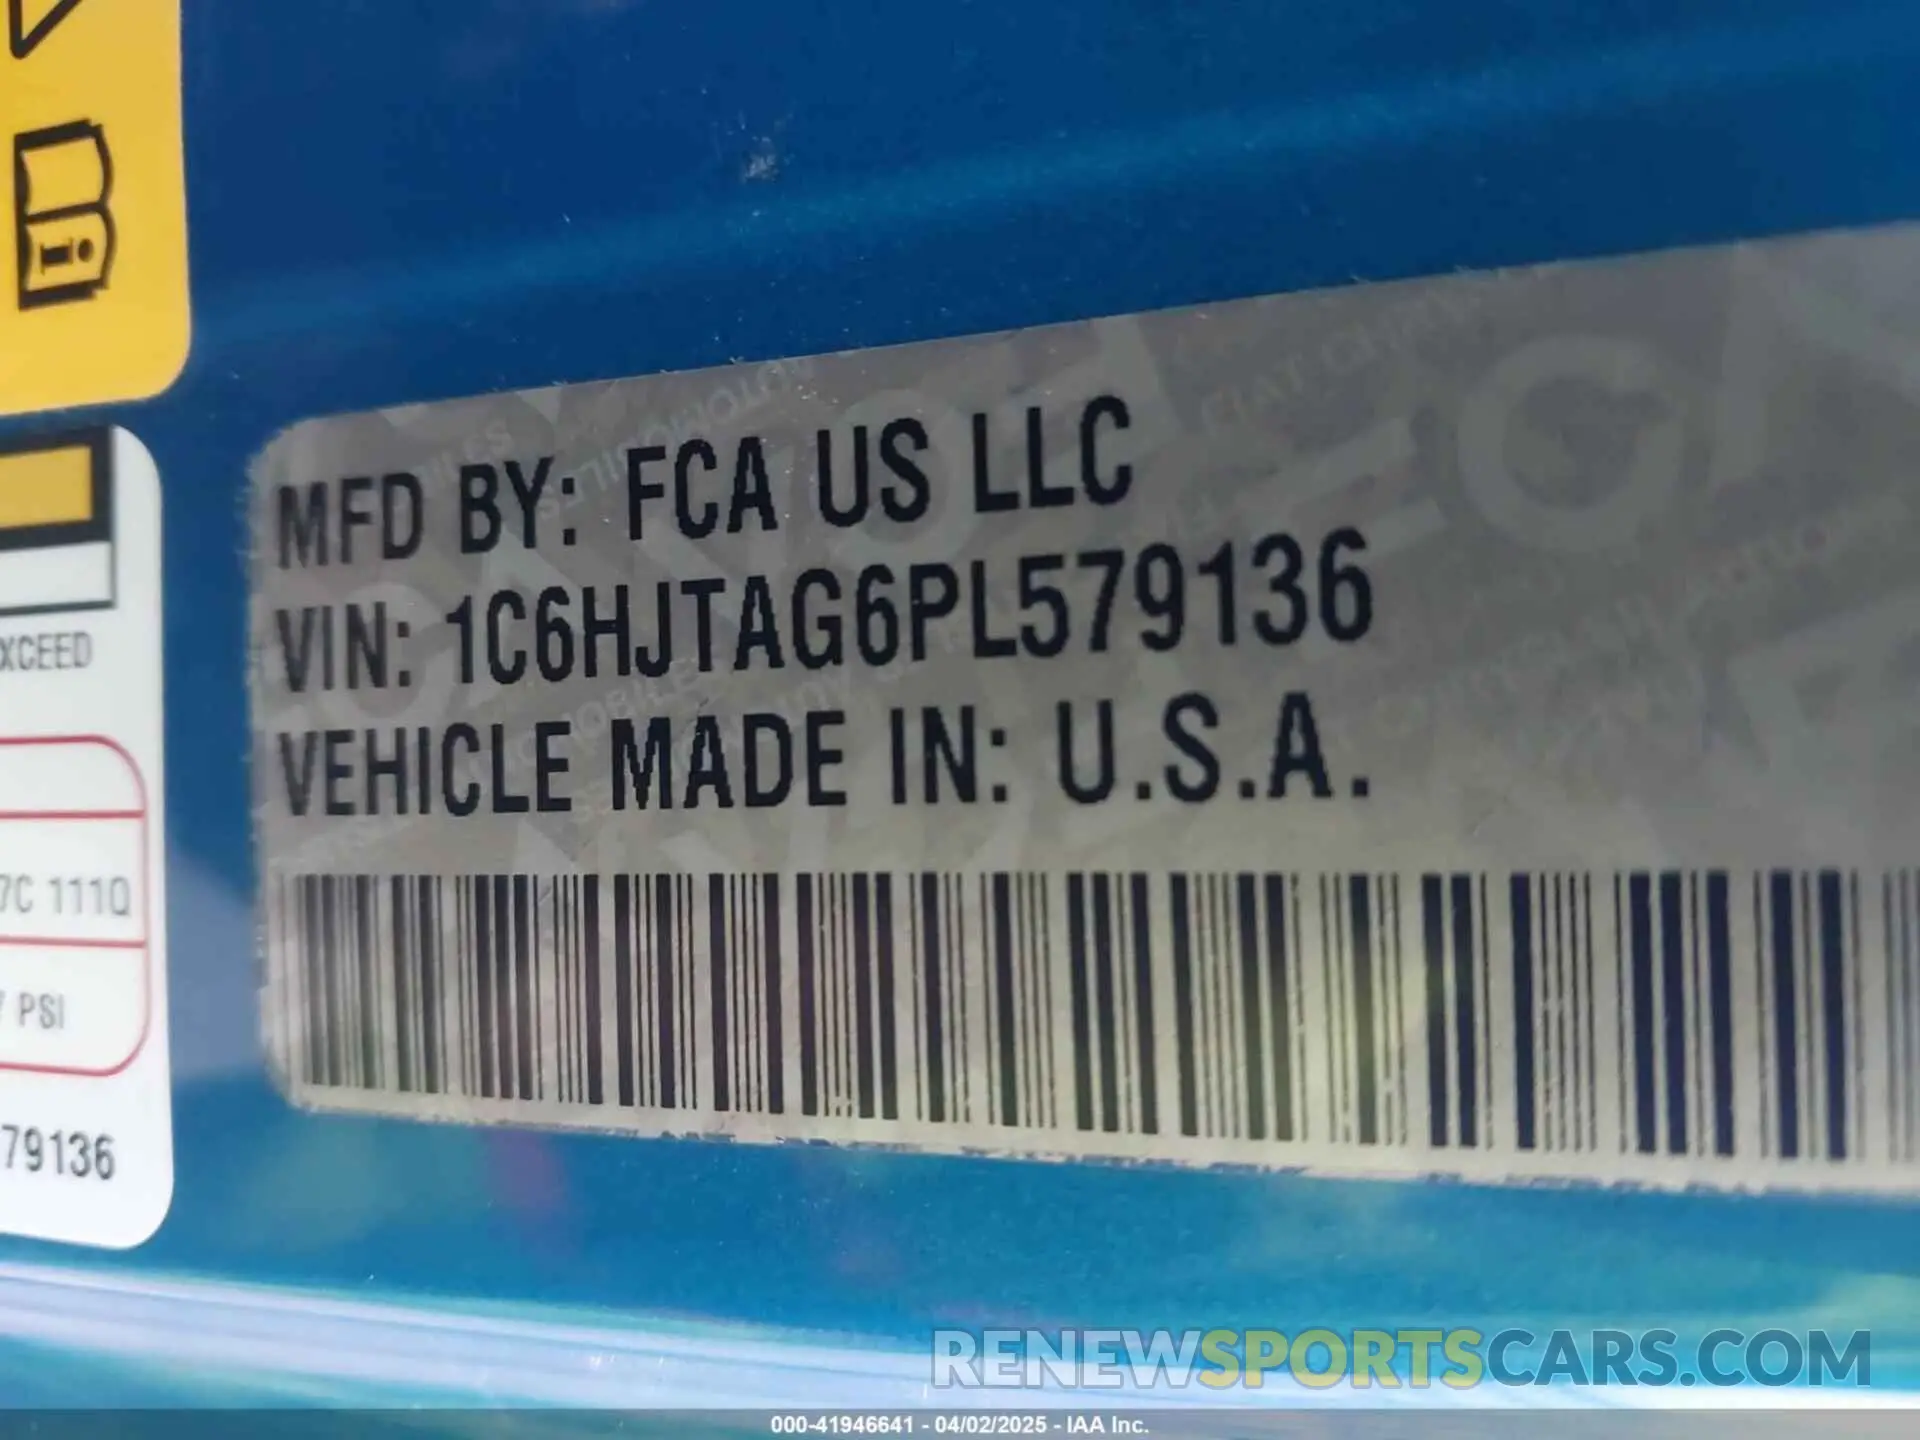 i
XCEED
7C 111Q
PSI
79136
MFD BY: FCA US LLC
VIN: 1C6HJTAG6PL579136
VEHICLE MADE IN: U.S.A.
RENEWSPORTSCARS.COM
000-41946641 - 04/02/2025 - IAA Inc.